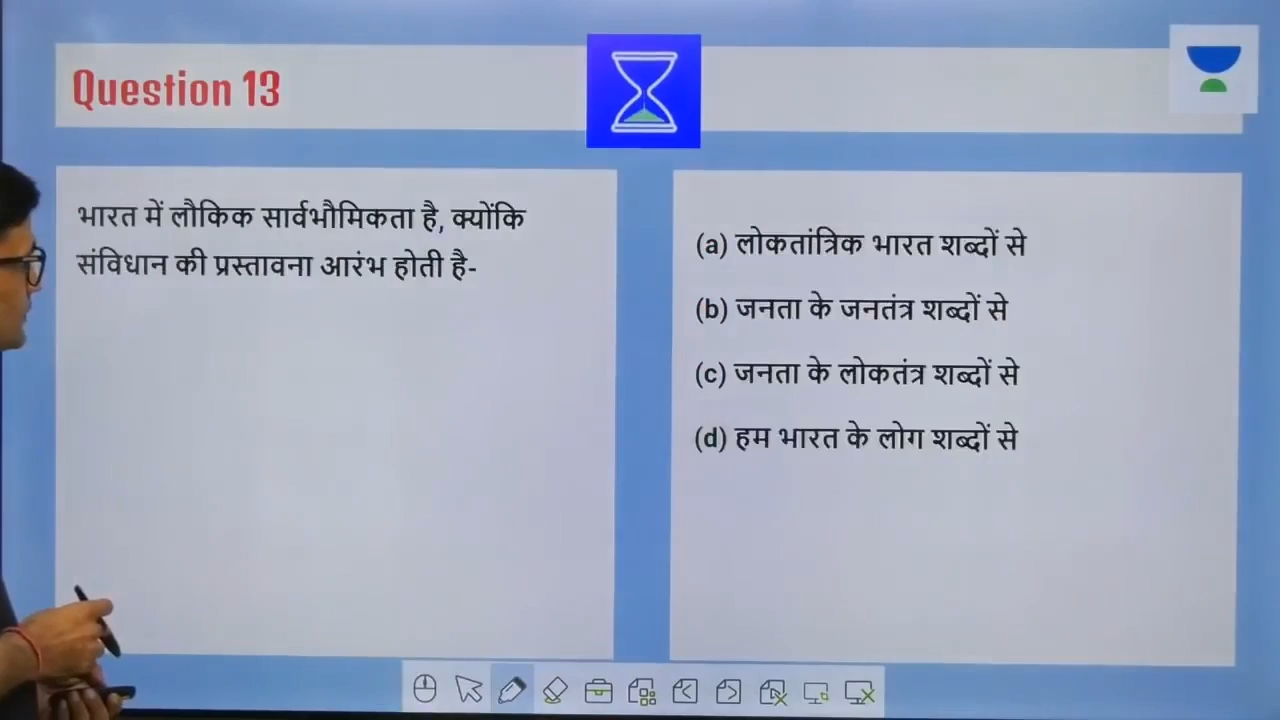 Question 13
भारत में लौकिक सार्वभौमिकता है, क्योंकि
संविधान की प्रस्तावना आरंभ होती है-
(a) लोकतांत्रिक भारत शब्दों से
(b) जनता के जनतंत्र शब्दों से
(c) जनता के लोकतंत्र शब्दों से
(d) हम भारत के लोग शब्दों से